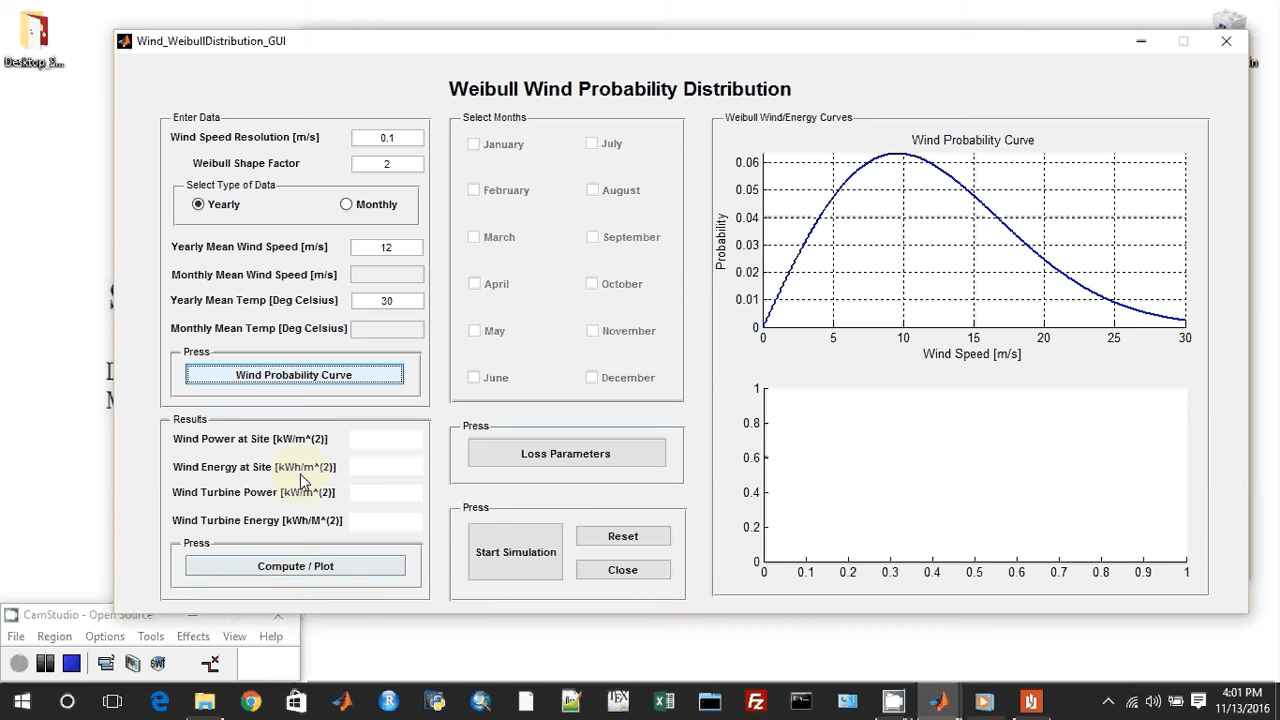 Desktop_S...
Wind_WeibullDistribution_GUI
in
Weibull Wind Probability Distribution
Enter Data
Wind Speed Resolution [m/s]
0.1
Weibull Shape Factor
2
Select Type of Data
Yearly
Monthly
Yearly Mean Wind Speed [m/s]
12
Monthly Mean Wind Speed [m/s]
Yearly Mean Temp [Deg Celsius]
30
Monthly Mean Temp [Deg Celsius]
Press
Wind Probability Curve
Results
Wind Power at Site [kW/m^(2)]
Wind Energy at Site [kWh/m^(2)]
Wind Turbine Power [kW/m^(2)]
Wind Turbine Energy [kWh/M^(2)]
Press
Compute / Plot
Select Months
January
July
February
August
March
September
April
October
May
November
June
December
Press
Loss Parameters
Press
Start Simulation
Reset
Close
Weibull Wind/Energy Curves
Wind Probability Curve
Probability
0.06
0.05
0.04
0.03
0.02
0.01
0
0 5 10 15 20 25 30
Wind Speed [m/s]
1
0.8
0.6
0.4
0.2
0
0 0.1 0.2 0.3 0.4 0.5 0.6 0.7 0.8 0.9 1
CamStudio - Open Source
File Region Options Tools Effects View Help
4:01 PM
11/13/2016